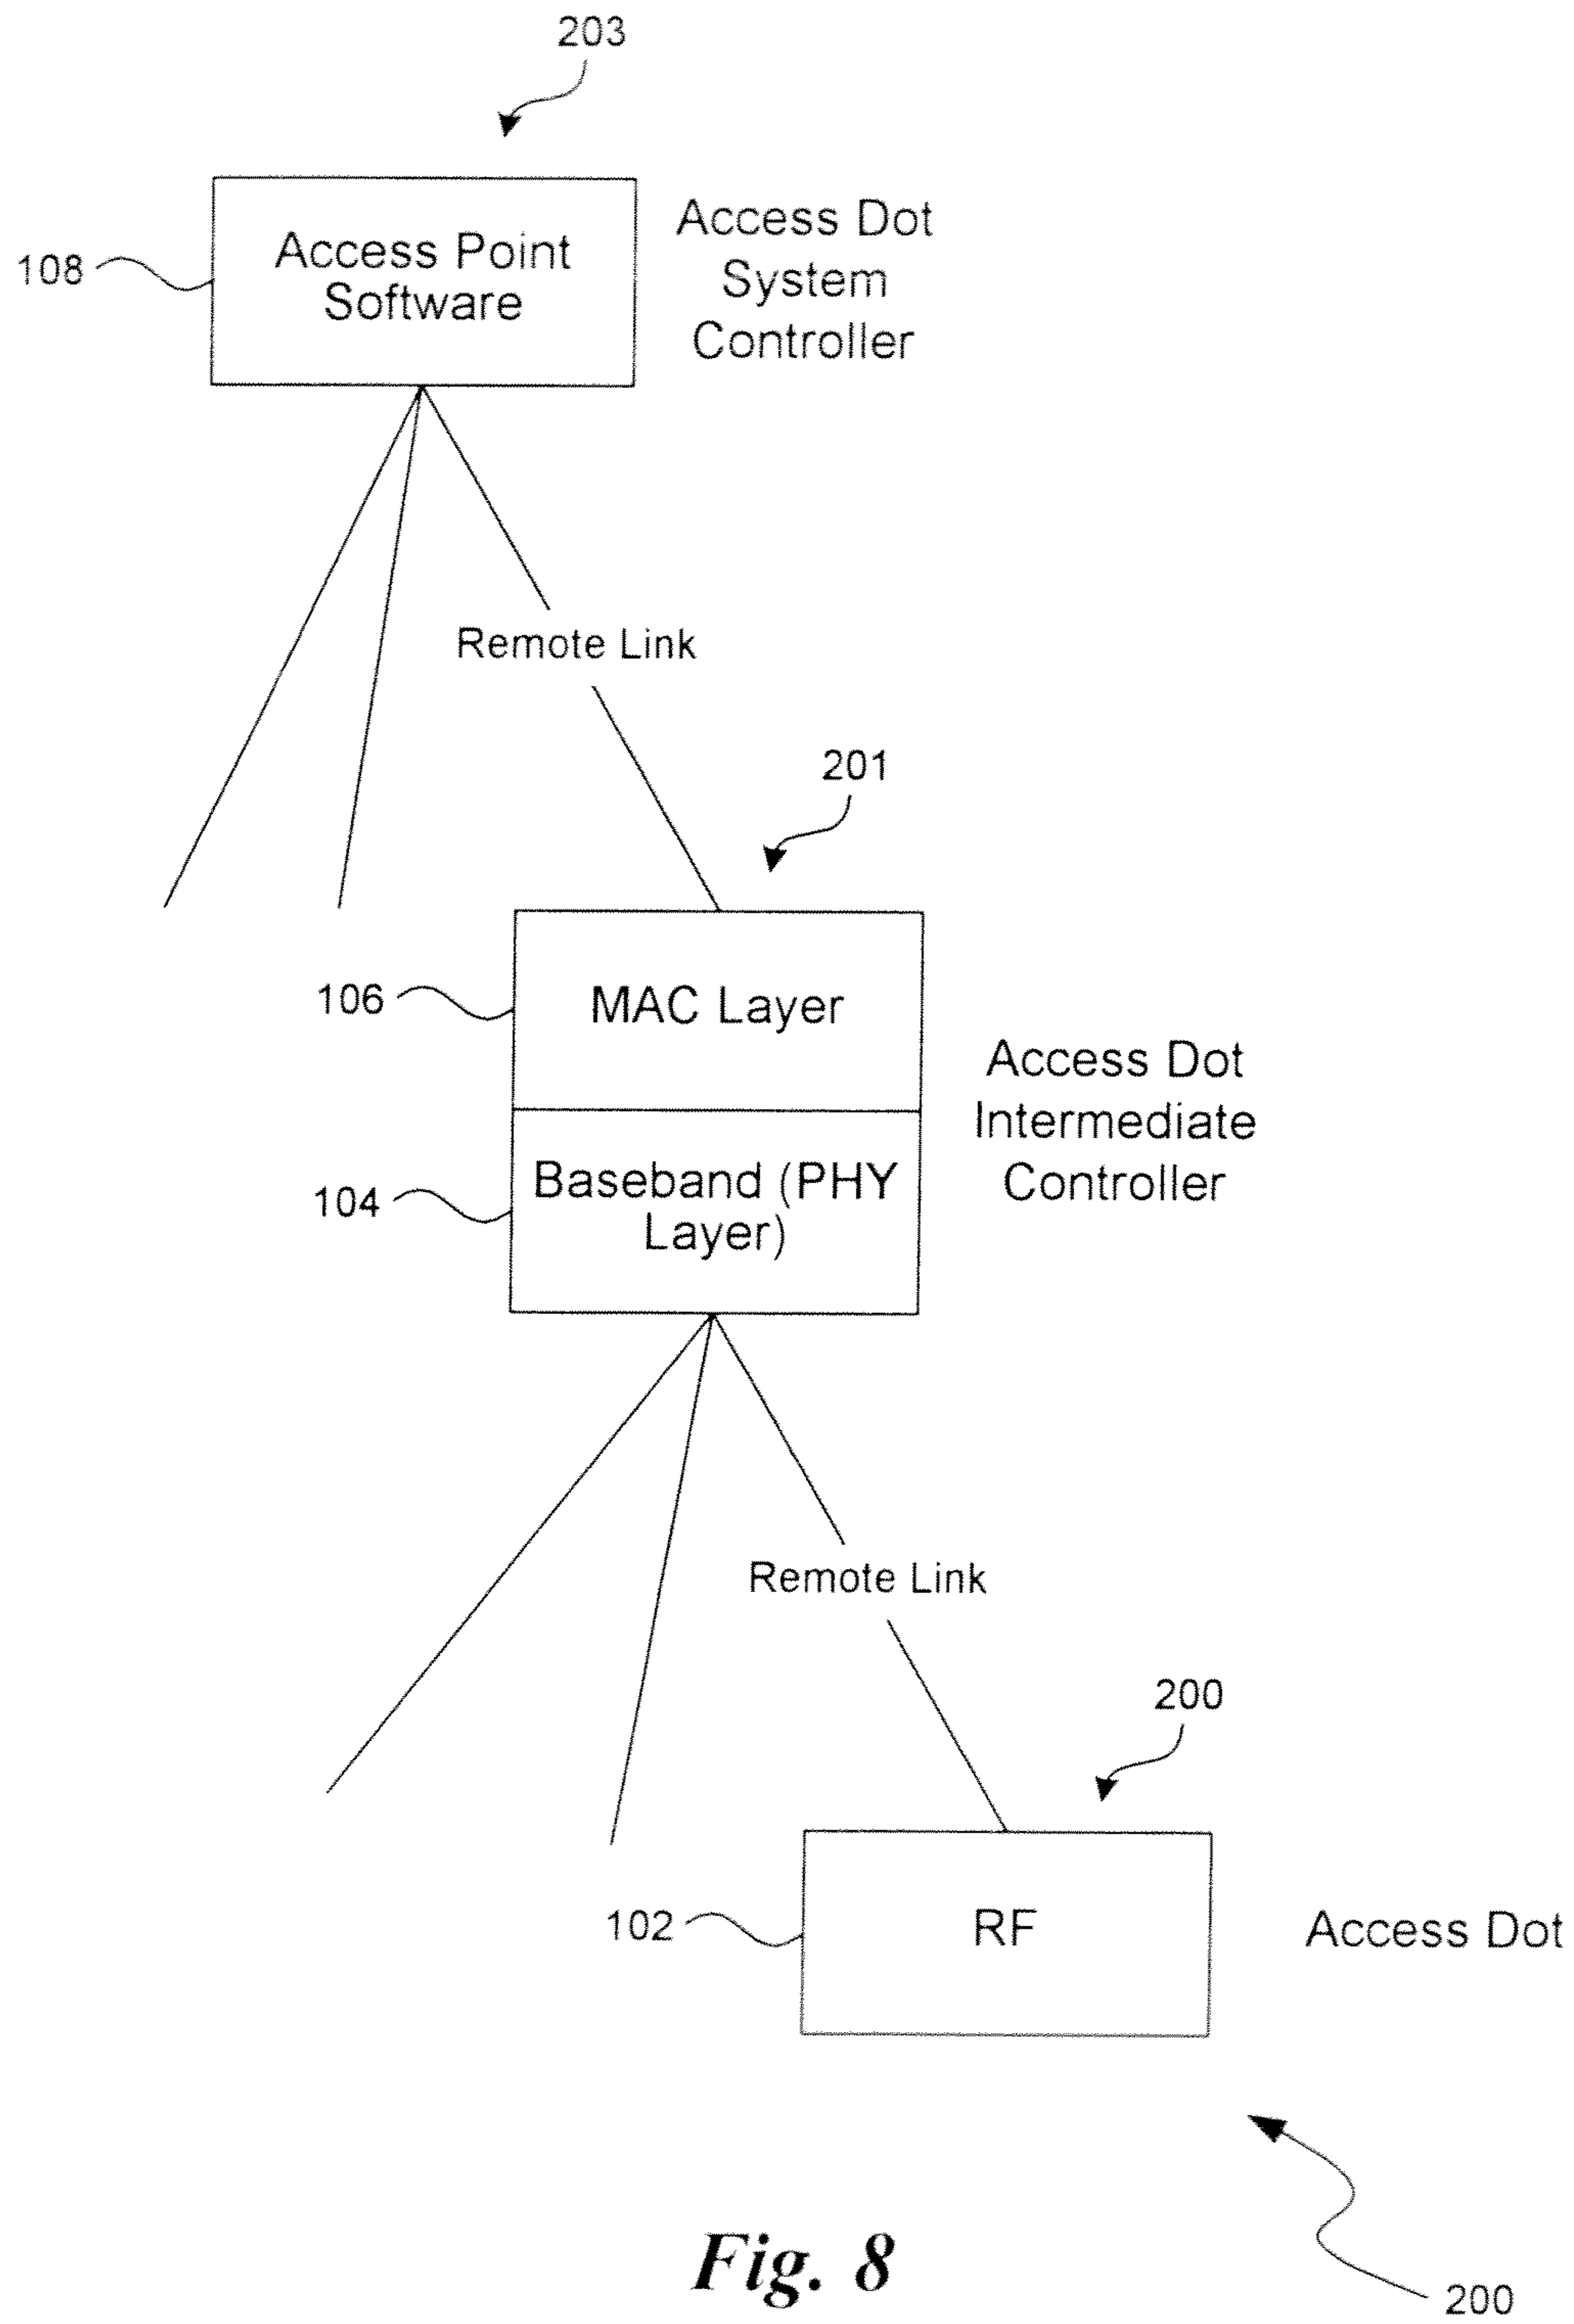 203
108
Access Point
Software
Access Dot
System
Controller
Remote Link
201
106
MAC Layer
104
Baseband (PHY
Layer)
Access Dot
Intermediate
Controller
Remote Link
200
102
RF
Access Dot
Fig. 8
200